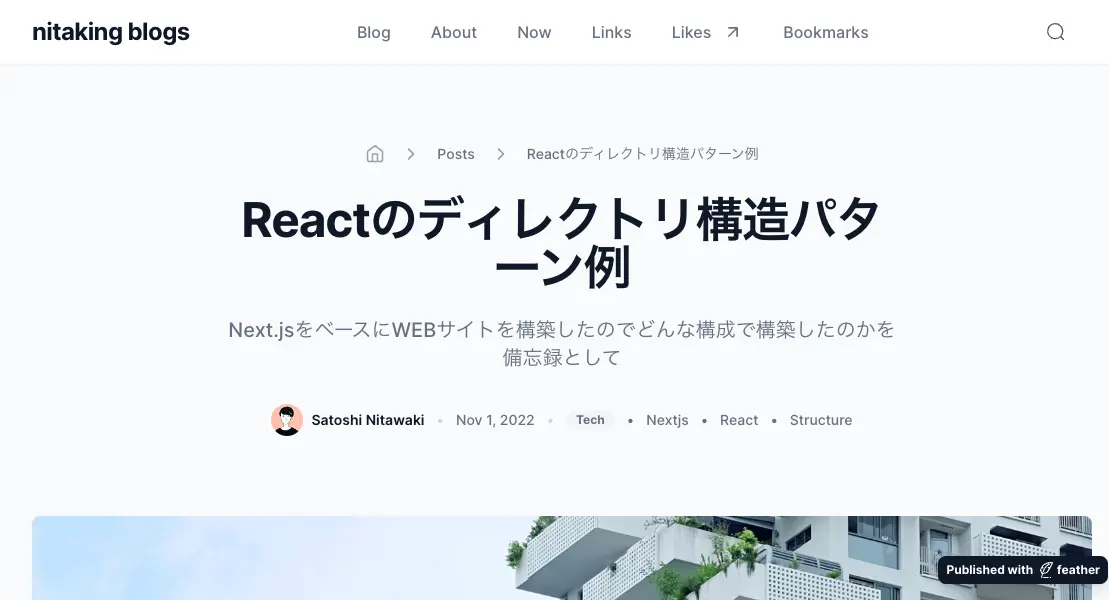 nitaking blogs
Blog About Now Links Likes Bookmarks
Posts Reactのディレクトリ構造パターン例
Reactのディレクトリ構造パタ
ーン例
Next.jsをベースにWEBサイトを構築したのでどんな構成で構築したのかを
備忘録として
Satoshi Nitawaki • Nov 1, 2022 • Tech • Nextjs • React • Structure
Published with feather